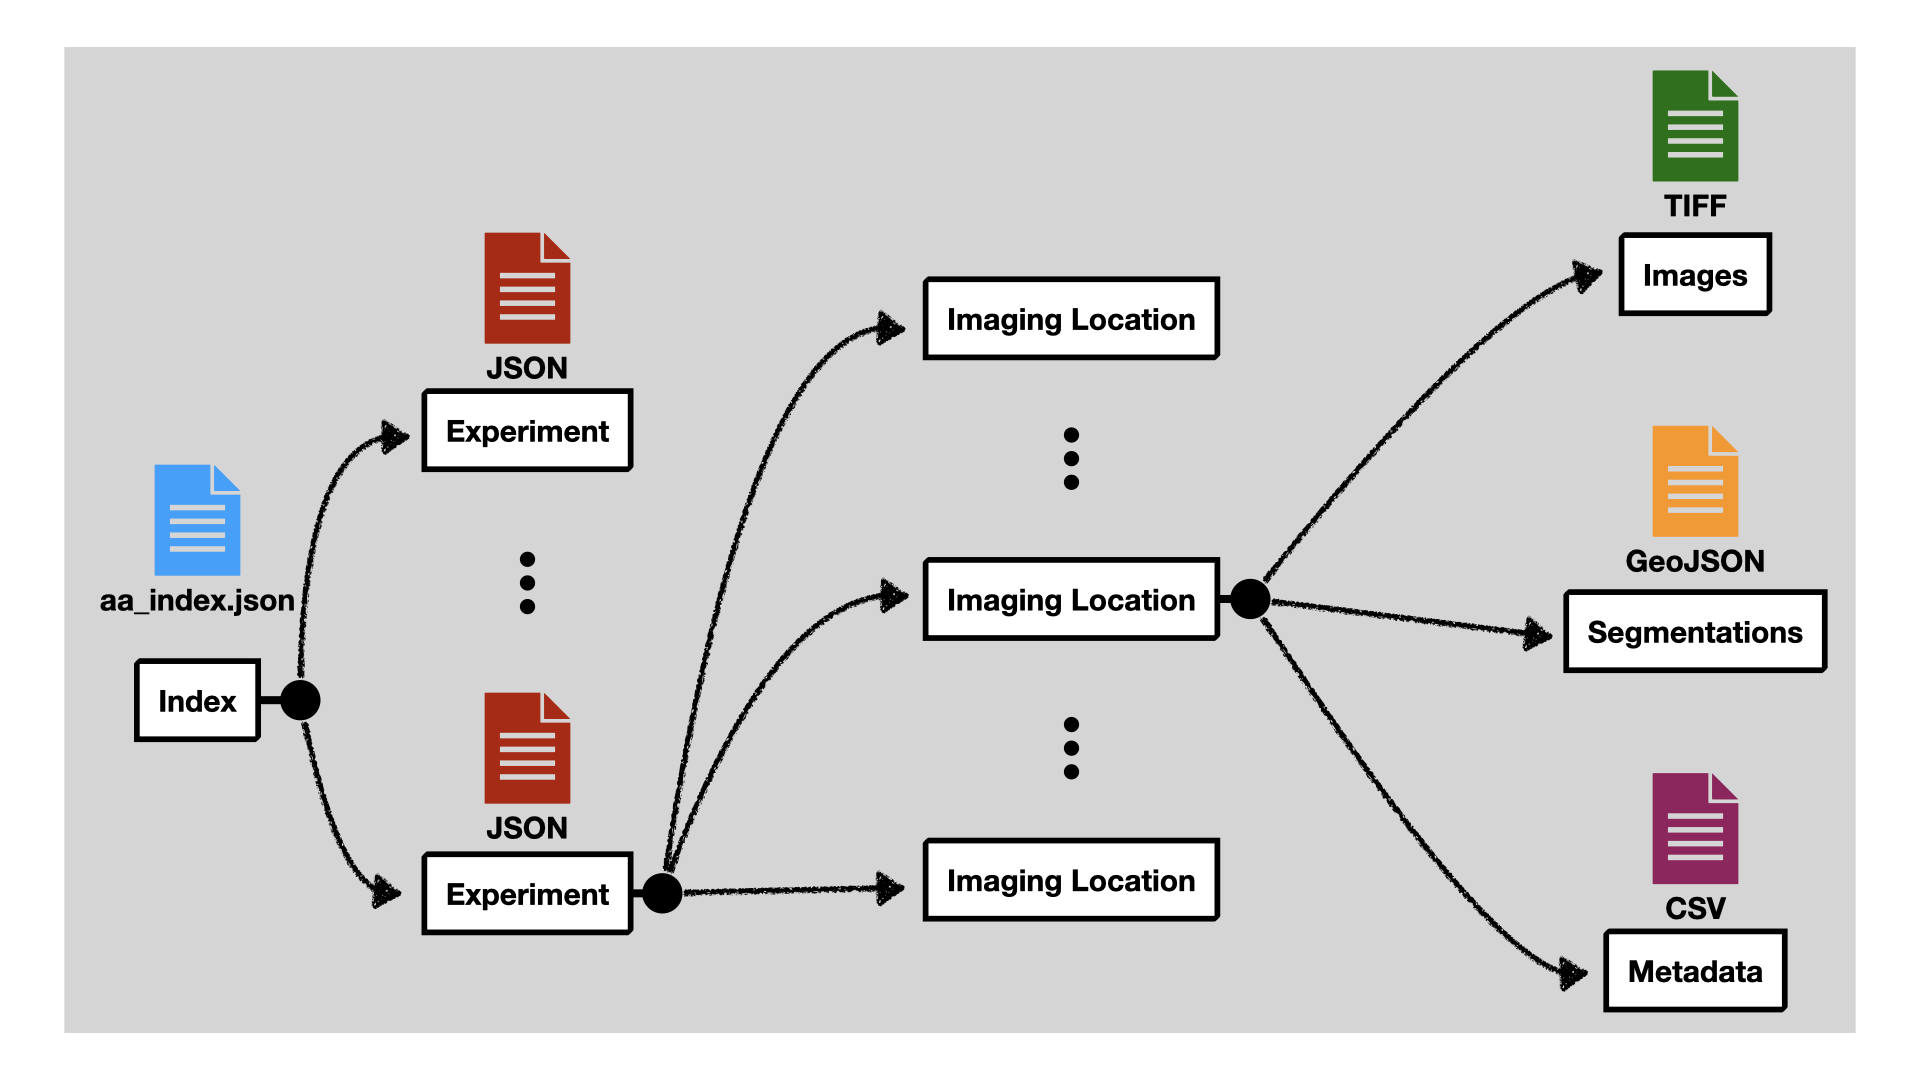 aa_index.json
Index
JSON
Experiment
JSON
Experiment
Imaging Location
Imaging Location
Imaging Location
TIFF
Images
GeoJSON
Segmentations
CSV
Metadata